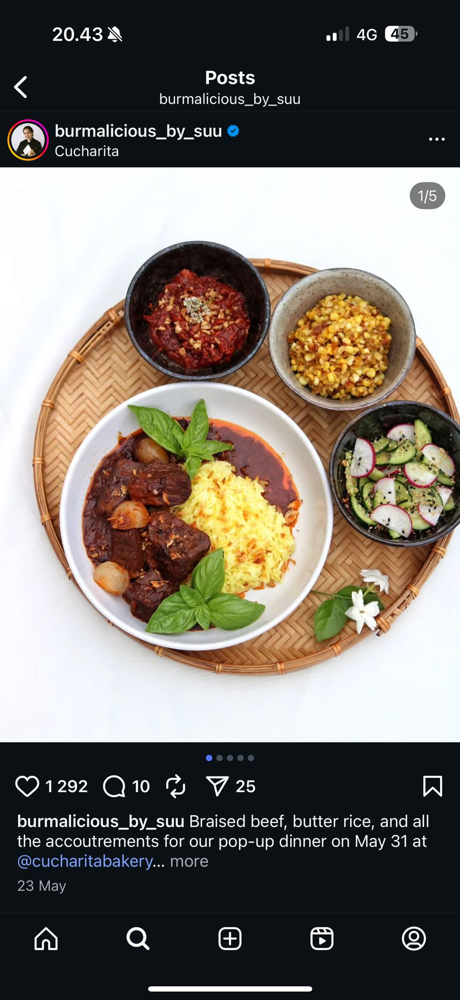 20.43
4G
45
Posts
burmalicious_by_suu
burmalicious_by_suu
Cucharita
1/5
1 292
10
25
burmalicious_by_suu Braised beef, butter rice, and all
the accoutrements for our pop-up dinner on May 31 at
@cucharitabakery... more
23 May